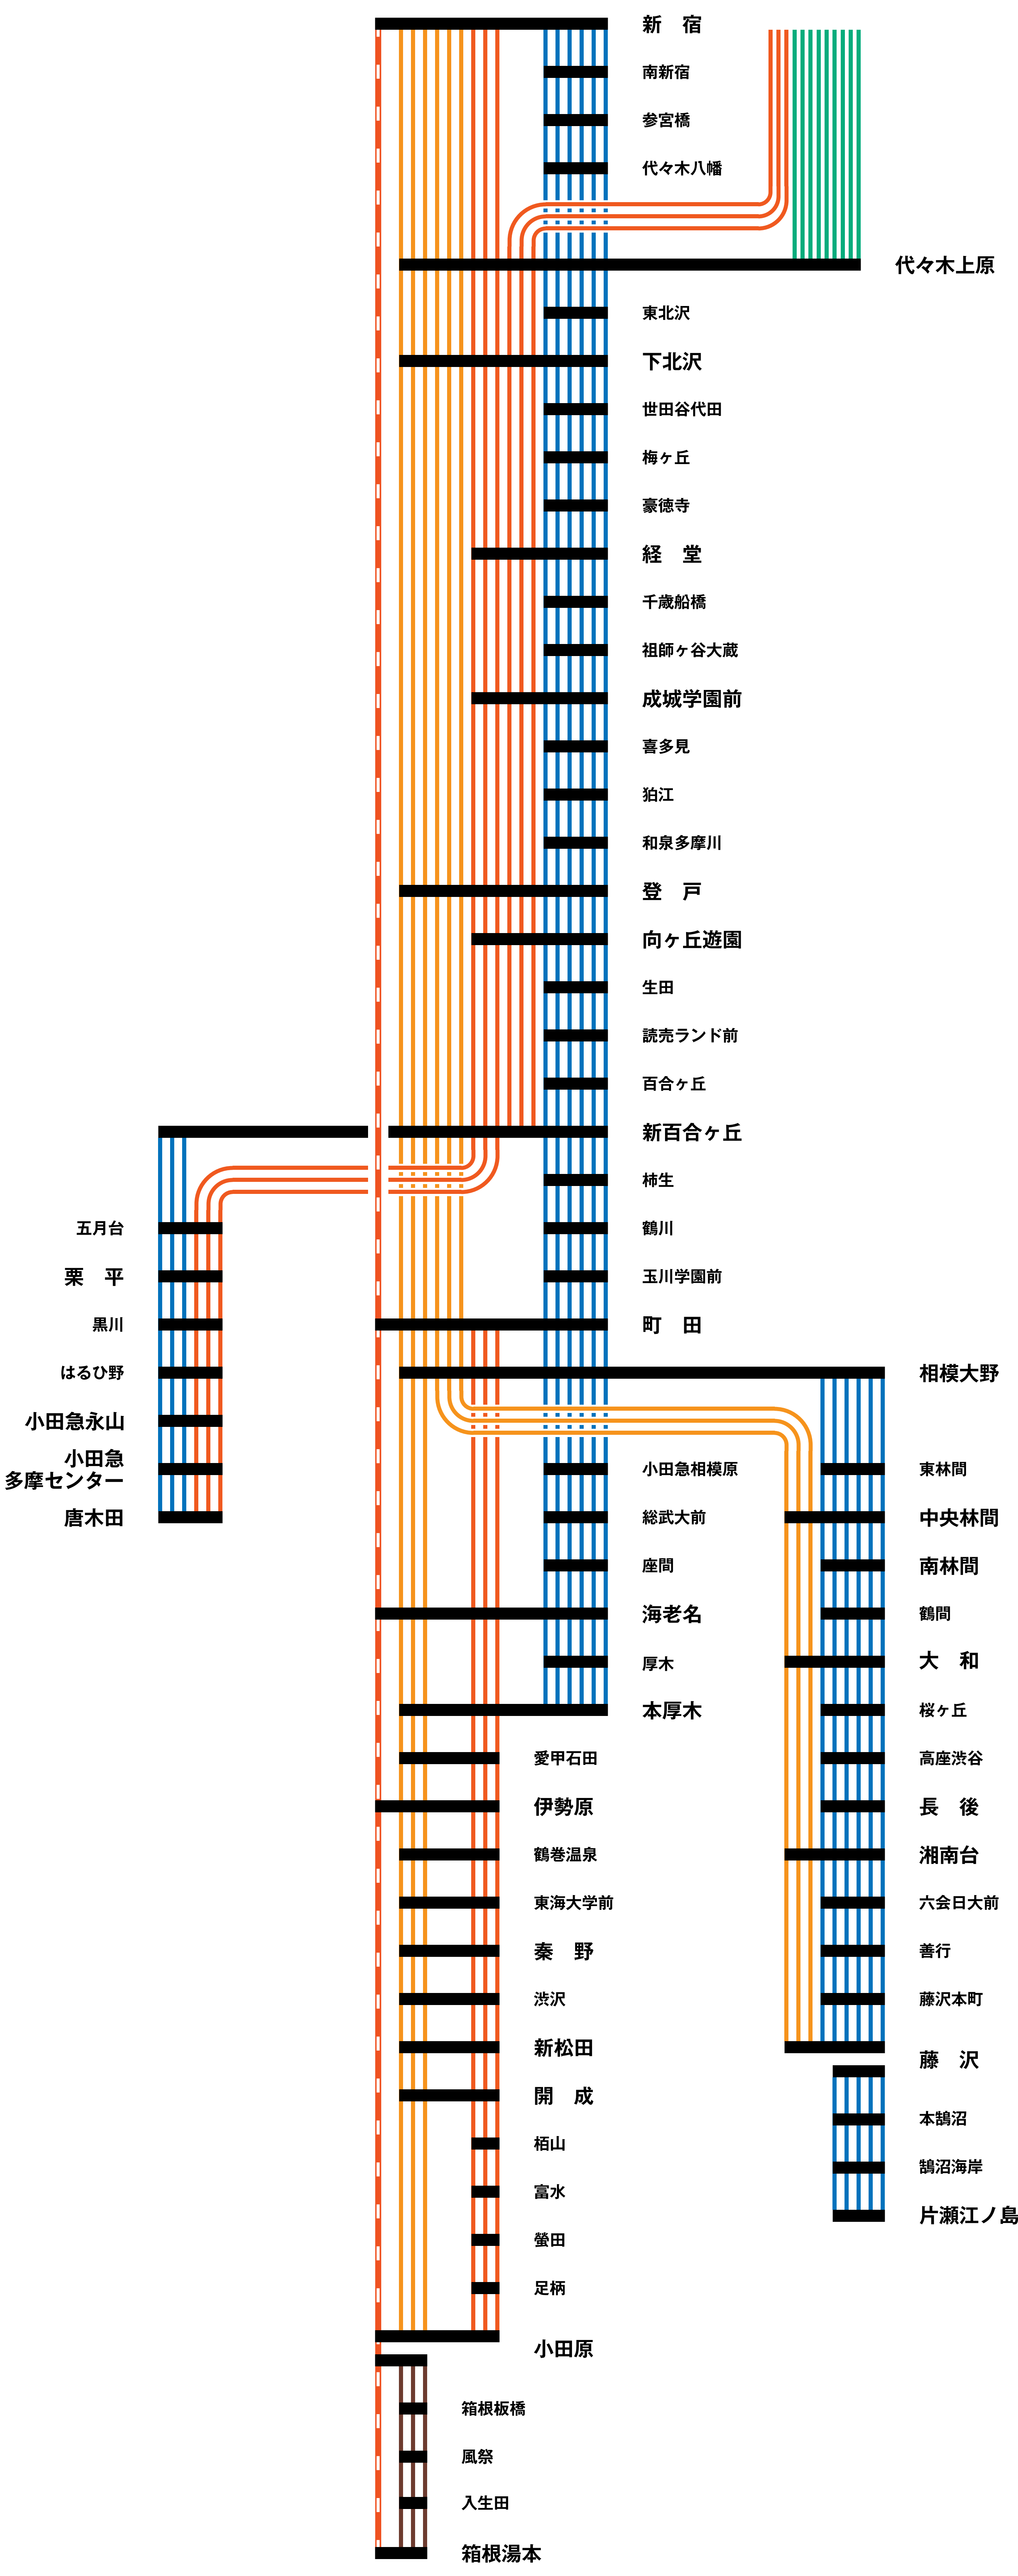 新　宿
南新宿
参宮橋
代々木八幡
代々木上原
東北沢
下北沢
世田谷代田
梅ヶ丘
豪徳寺
経　堂
千歳船橋
祖師ヶ谷大蔵
成城学園前
喜多見
狛江
和泉多摩川
登　戸
向ヶ丘遊園
生田
読売ランド前
百合ヶ丘
新百合ヶ丘
柿生
鶴川
玉川学園前
町　田
五月台
栗　平
黒川
はるひ野
小田急永山
小田急
多摩センター
唐木田
相模大野
小田急相模原
総武大前
座間
海老名
厚木
本厚木
愛甲石田
伊勢原
鶴巻温泉
東海大学前
秦　野
渋沢
新松田
開　成
栢山
富水
螢田
足柄
小田原
箱根板橋
風祭
入生田
箱根湯本
東林間
中央林間
南林間
鶴間
大　和
桜ヶ丘
高座渋谷
長　後
湘南台
六会日大前
善行
藤沢本町
藤　沢
本鵠沼
鵠沼海岸
片瀬江ノ島